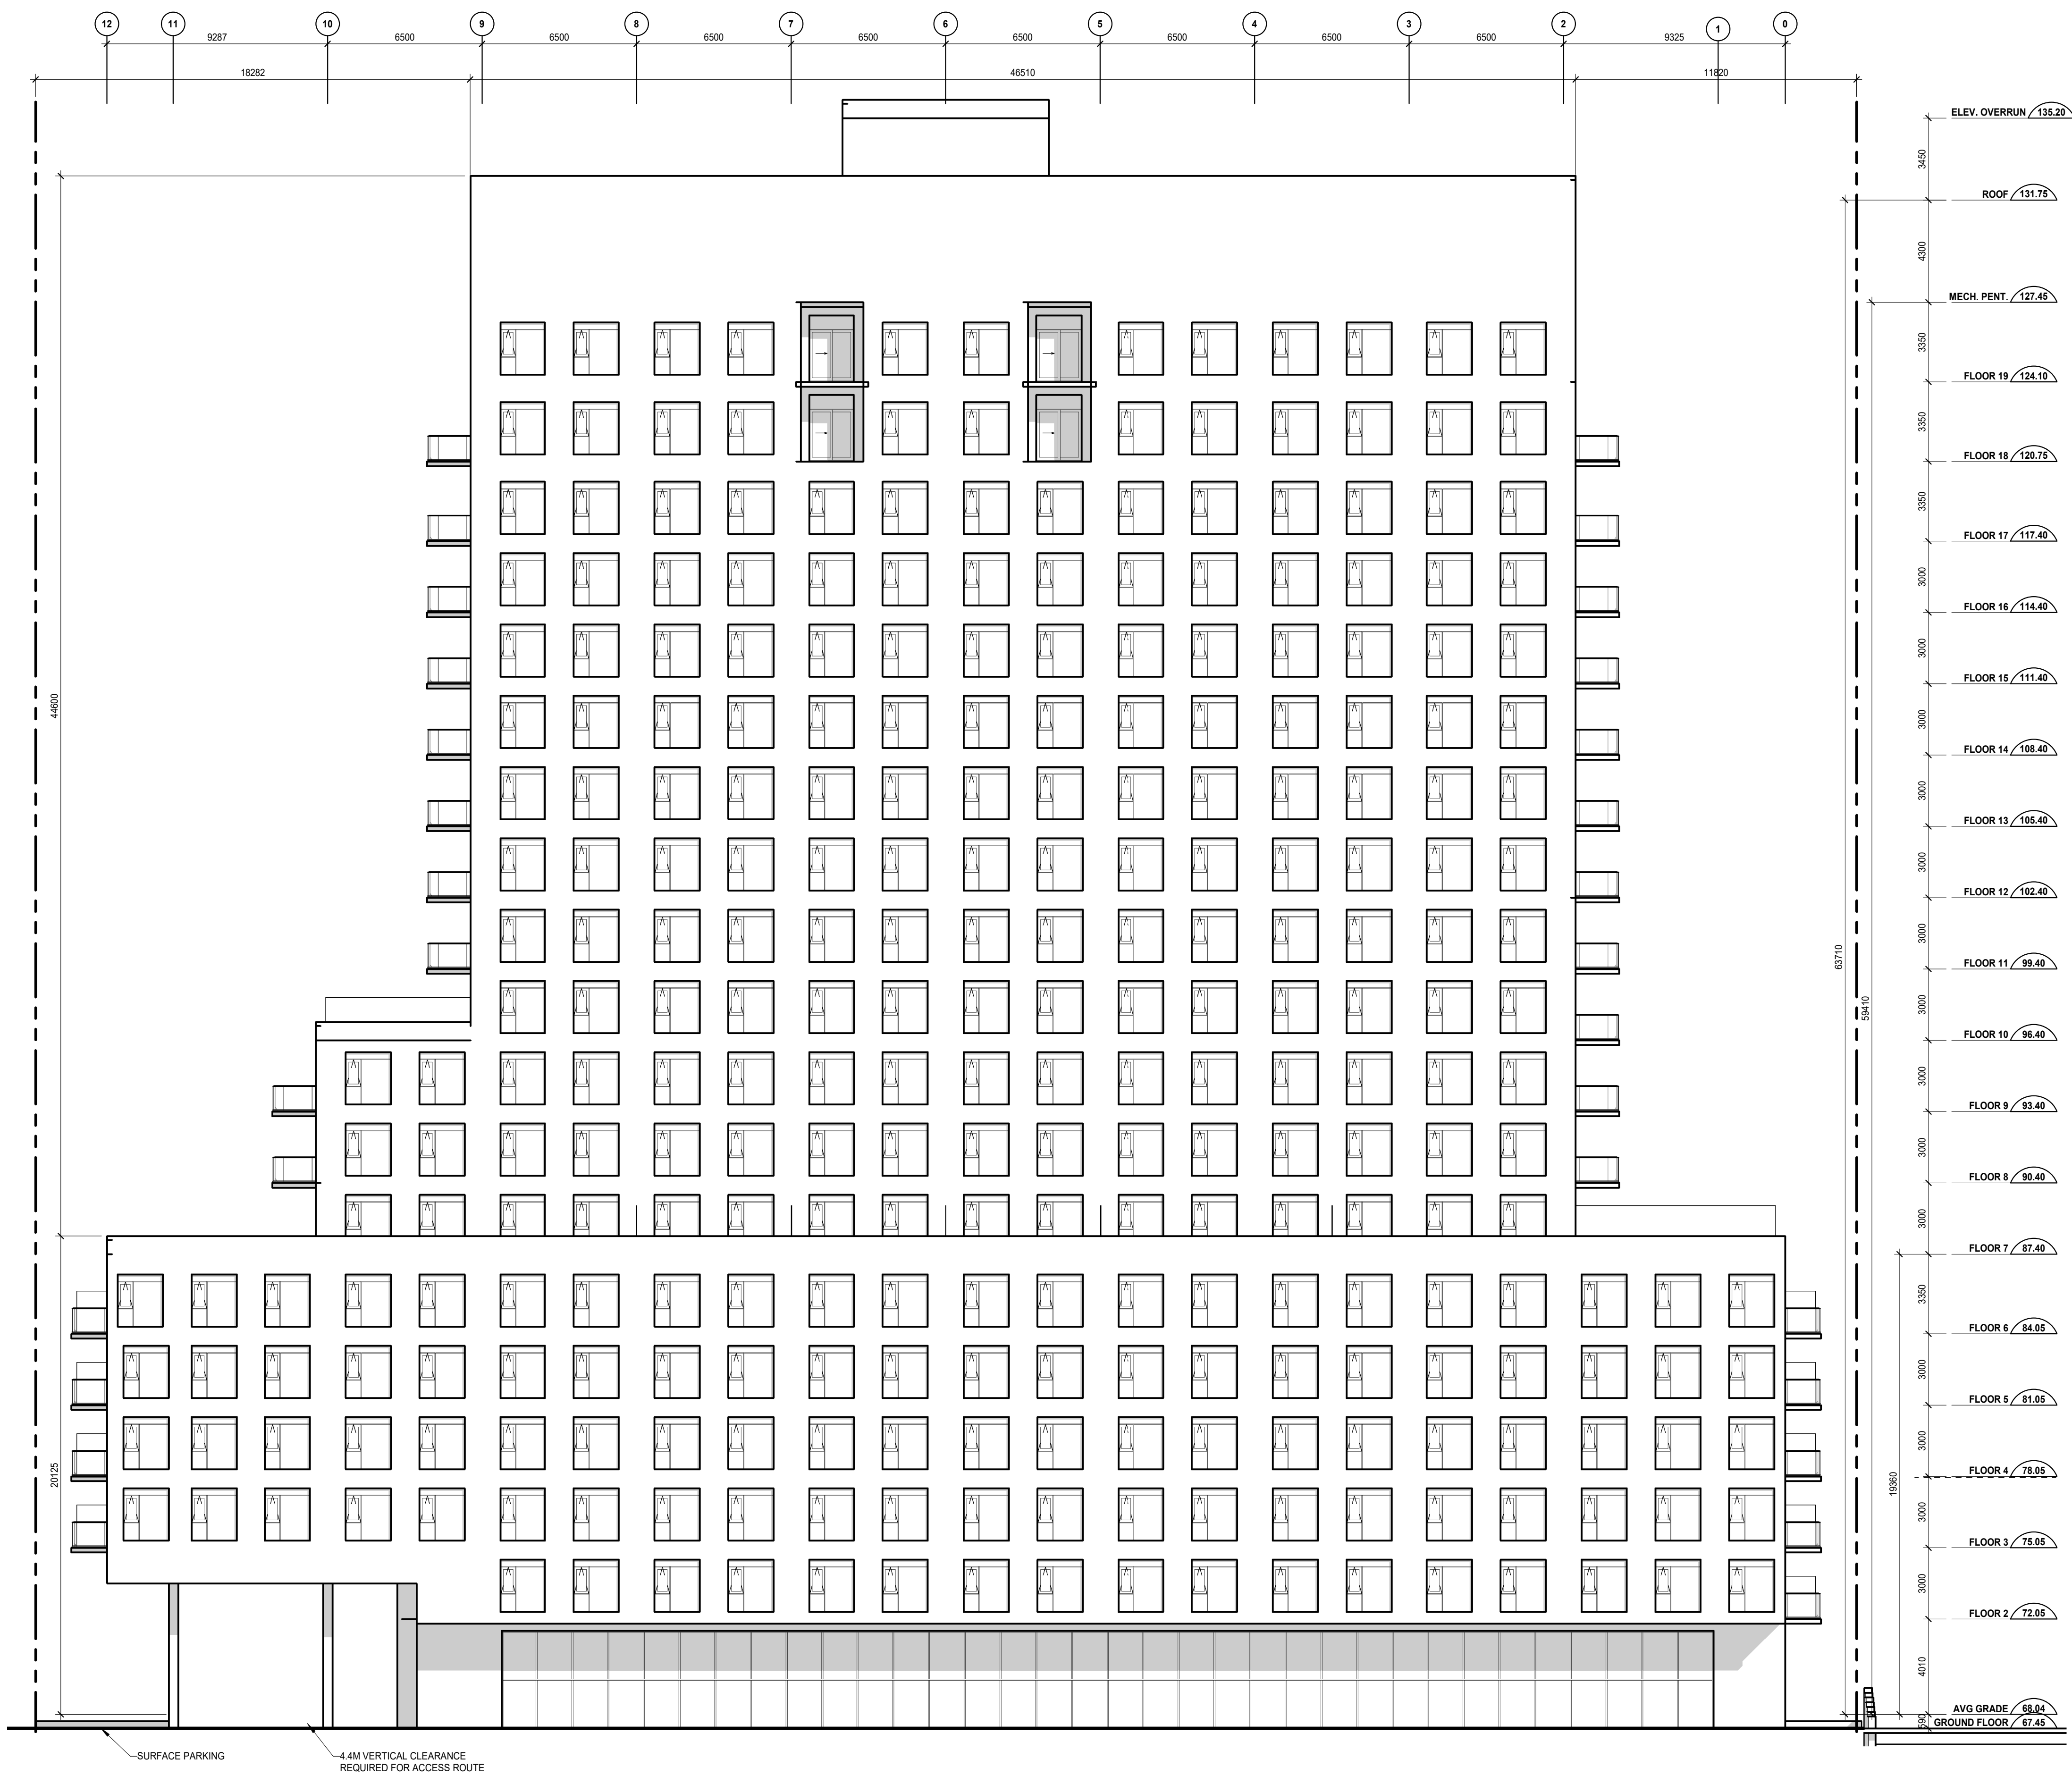 12 11 10 9 8 7 6 5 4 3 2 1 0
9287 6500 6500 6500 6500 6500 6500 6500 6500 9325
18282 46510 11820
ELEV. OVERRUN 135.20
3450
ROOF 131.75
4300
MECH. PENT. 127.45
3350
FLOOR 19 124.10
3350
FLOOR 18 120.75
3350
FLOOR 17 117.40
3000
FLOOR 16 114.40
3000
FLOOR 15 111.40
44600
3000
FLOOR 14 108.40
3000
FLOOR 13 105.40
3000
FLOOR 12 102.40
3000
FLOOR 11 99.40
63710
3000
59410
FLOOR 10 96.40
3000
FLOOR 9 93.40
3000
FLOOR 8 90.40
3000
FLOOR 7 87.40
3350
FLOOR 6 84.05
3000
FLOOR 5 81.05
3000
FLOOR 4 78.05
20125
19360
3000
FLOOR 3 75.05
3000
FLOOR 2 72.05
4010
AVG GRADE 68.04
590
GROUND FLOOR 67.45
SURFACE PARKING
4.4M VERTICAL CLEARANCE
REQUIRED FOR ACCESS ROUTE